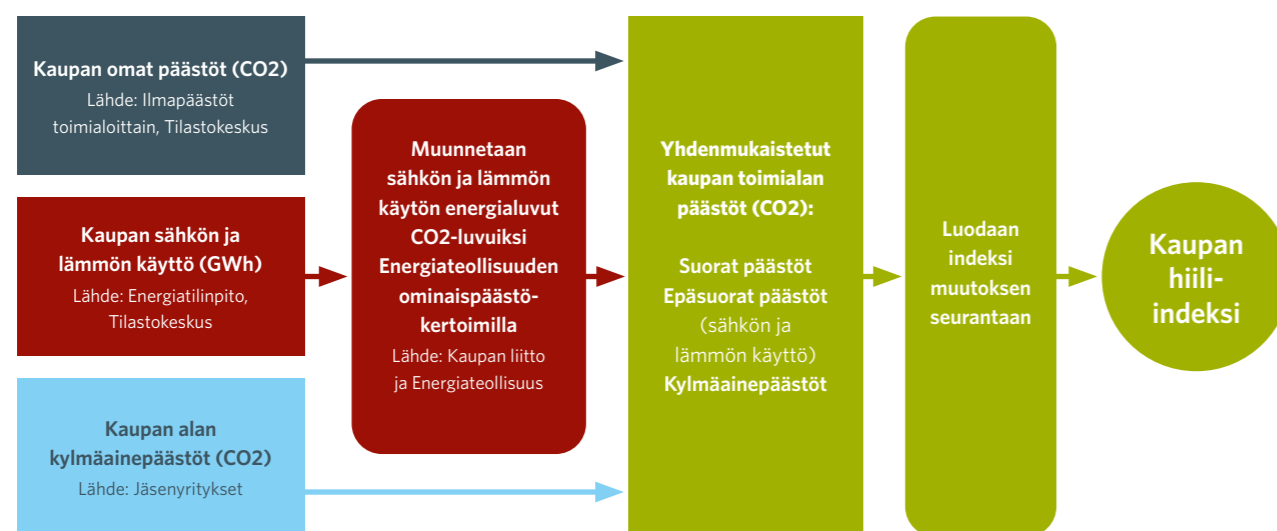 Kaupan omat päästöt (CO2)
Lähde: Ilmapäästöt
toimialoittain, Tilastokeskus
Kaupan sähkön ja
lämmön käyttö (GWh)
Lähde: Energiatilinpito,
Tilastokeskus
Kaupan alan
kylmäainepäästöt (CO2)
Lähde: Jäsenyritykset
Muunnetaan
sähkön ja lämmön
käytön energialuvut
CO2-luvuiksi
Energiateollisuuden
ominaispäästö-
kertoimilla
Lähde: Kaupan liitto
ja Energiateollisuus
Yhdenmukaistetut
kaupan toimialan
päästöt (CO2):
Suorat päästöt
Epäsuorat päästöt
(sähkön ja
lämmön käyttö)
Kylmäainepäästöt
Luodaan
indeksi
muutoksen
seurantaan
Kaupan
hiili-
indeksi